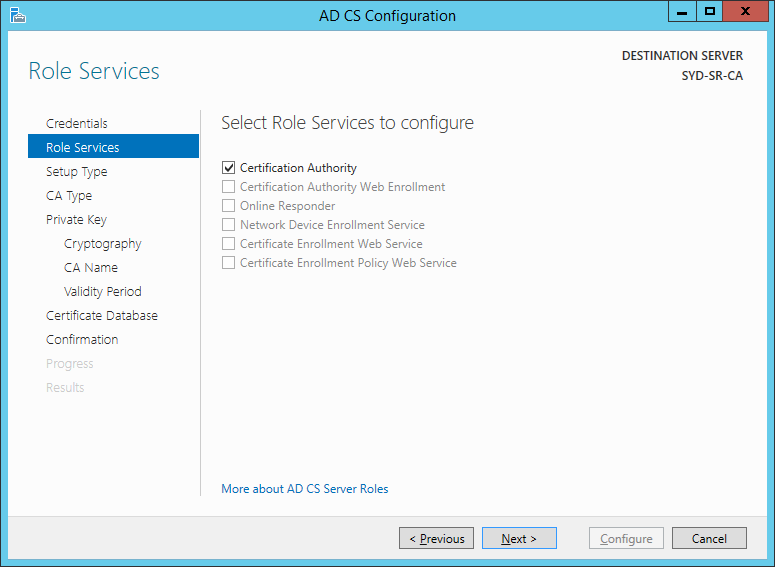 AD CS Configuration
Role Services
DESTINATION SERVER
SYD-SR-CA
Credentials
Role Services
Setup Type
CA Type
Private Key
Cryptography
CA Name
Validity Period
Certificate Database
Confirmation
Progress
Results
Select Role Services to configure
Certification Authority
Certification Authority Web Enrollment
Online Responder
Network Device Enrollment Service
Certificate Enrollment Web Service
Certificate Enrollment Policy Web Service
More about AD CS Server Roles
< Previous
Next >
Configure
Cancel